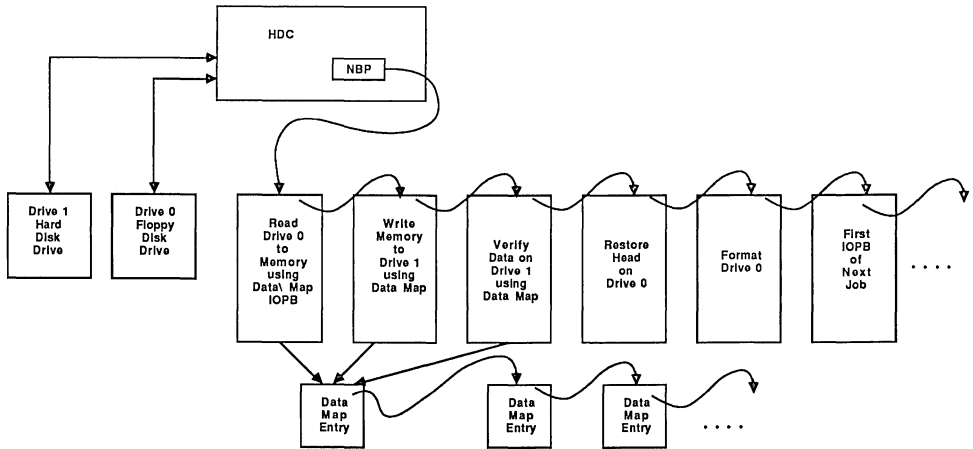 HDC
NBP
Drive 1
Hard
Disk
Drive
Drive 0
Floppy
Disk
Drive
Read
Drive 0
to
Memory
using
Data\ Map
IOPB
Write
Memory
to
Drive 1
using
Data Map
Verify
Data on
Drive 1
using
Data Map
Restore
Head
on
Drive 0
Format
Drive 0
First
IOPB
of
Next
Job
. . . .
Data
Map
Entry
Data
Map
Entry
Data
Map
Entry
. . . .